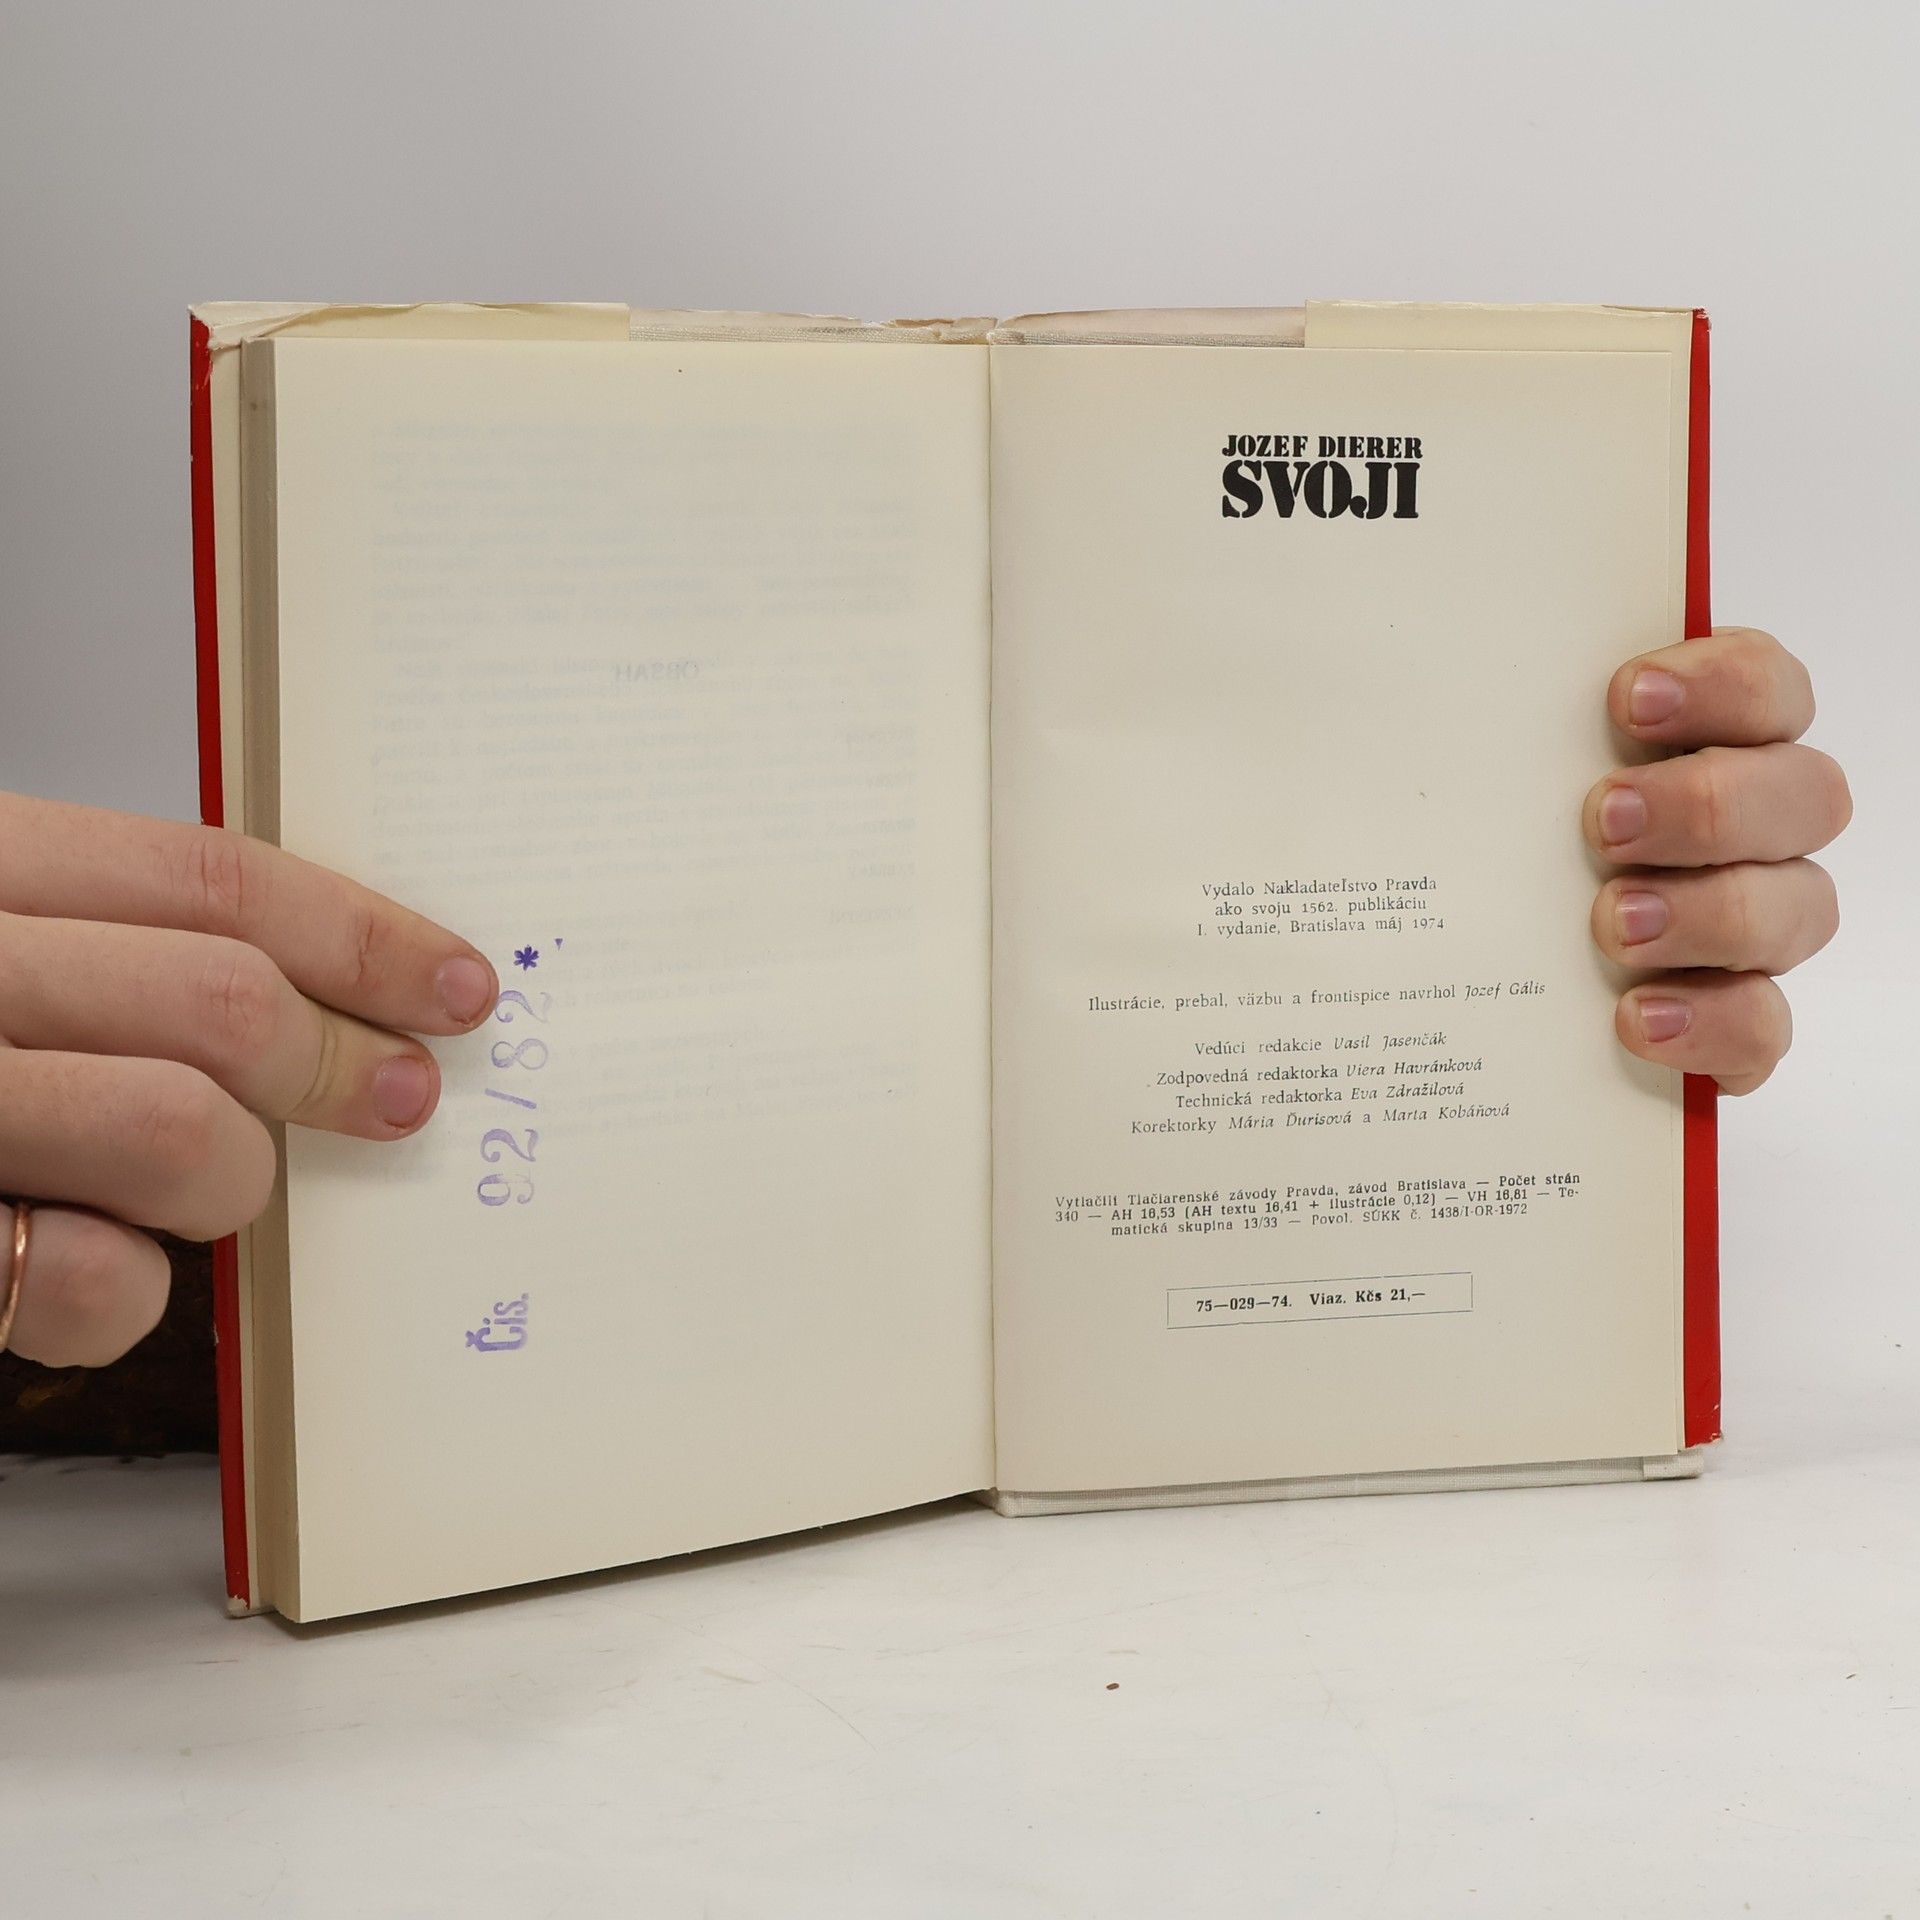 Čis. 92/82*
JOZEF DIERER
SVOJI
Vydalo Nakladateľstvo Pravda
ako svoju 1562. publikáciu
I. vydanie, Bratislava máj 1974
Ilustrácie, prebal, väzbu a frontispice navrhol Jozef Gális
Vedúci redakcie Vasil Jasenčák
Zodpovedná redaktorka Viera Havránková
Technická redaktorka Eva Zdražilová
Korektorky Mária Ďurisová a Marta Kobáňová
Vytlačili Tlačiarenské závody Pravda, závod Bratislava — Počet strán
340 — AH 16,53 (AH textu 16,41 + ilustrácie 0,12) — VH 16,81 — Te-
matická skupina 13/33 — Povol. SÚKK č. 1438/I-OR-1972
75—029—74. Viaz. Kčs 21,—